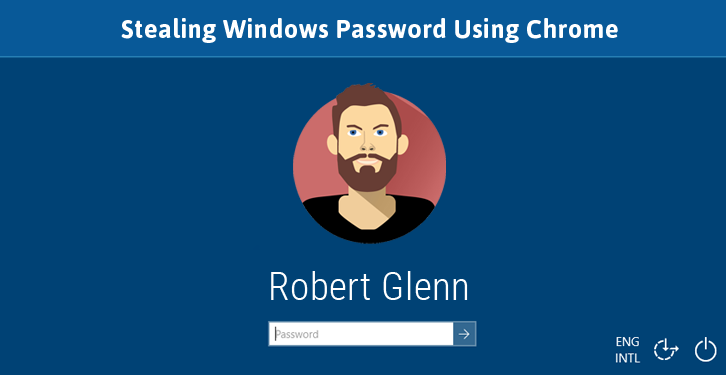 Stealing Windows Password Using Chrome
Robert Glenn
Password
ENG
INTL